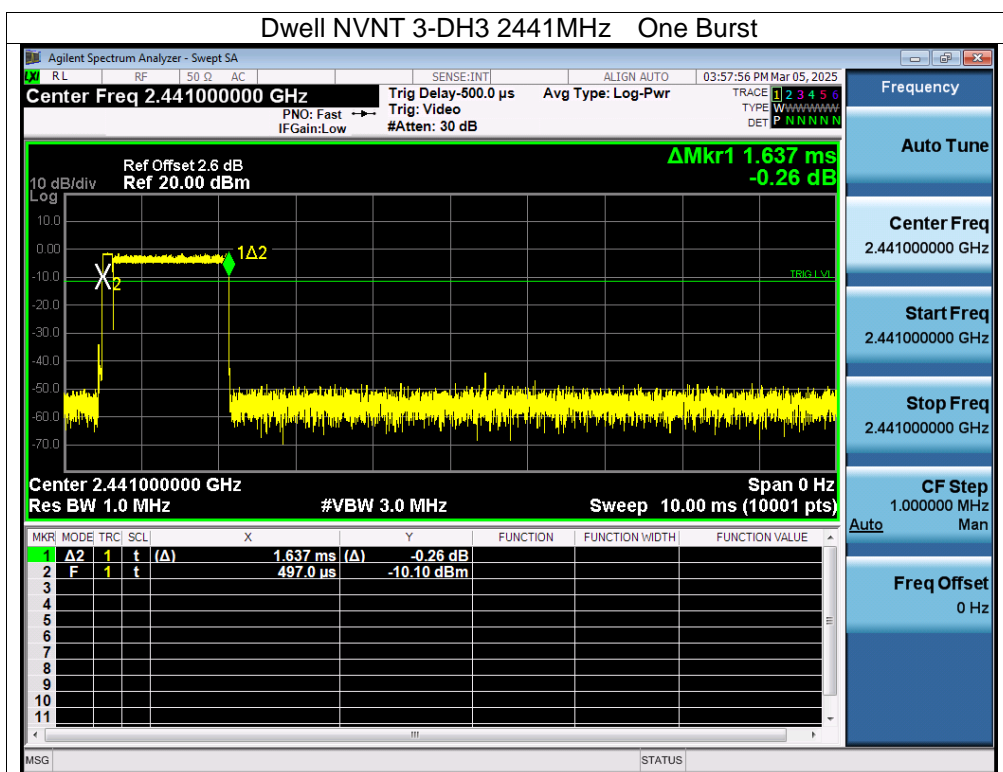 Dwell NVNT 3-DH3 2441MHz One Burst
Agilent Spectrum Analyzer - Swept SA
LXI RL RF 50 Ω AC SENSE:INT ALIGN AUTO 03:57:56 PM Mar 05, 2025
Center Freq 2.441000000 GHz Trig Delay-500.0 µs Avg Type: Log-Pwr TRACE 1 2 3 4 5 6
PNO: Fast Trig: Video TYPE WWWWWWW
IFGain:Low #Atten: 30 dB DET P N N N N N
Frequency
Auto Tune
Center Freq
2.441000000 GHz
Start Freq
2.441000000 GHz
Stop Freq
2.441000000 GHz
CF Step
1.000000 MHz
Auto Man
Freq Offset
0 Hz
ΔMkr1 1.637 ms
-0.26 dB
Ref Offset 2.6 dB
10 dB/div Ref 20.00 dBm
Log
10.0
0.00
-10.0
-20.0
-30.0
-40.0
-50.0
-60.0
-70.0
1Δ2
2
TRIG LVL
Center 2.441000000 GHz Span 0 Hz
Res BW 1.0 MHz #VBW 3.0 MHz Sweep 10.00 ms (10001 pts)
MKR MODE TRC SCL X Y FUNCTION FUNCTION WIDTH FUNCTION VALUE
1 Δ2 1 t (Δ) 1.637 ms (Δ) -0.26 dB
2 F 1 t 497.0 µs -10.10 dBm
3
4
5
6
7
8
9
10
11
MSG STATUS